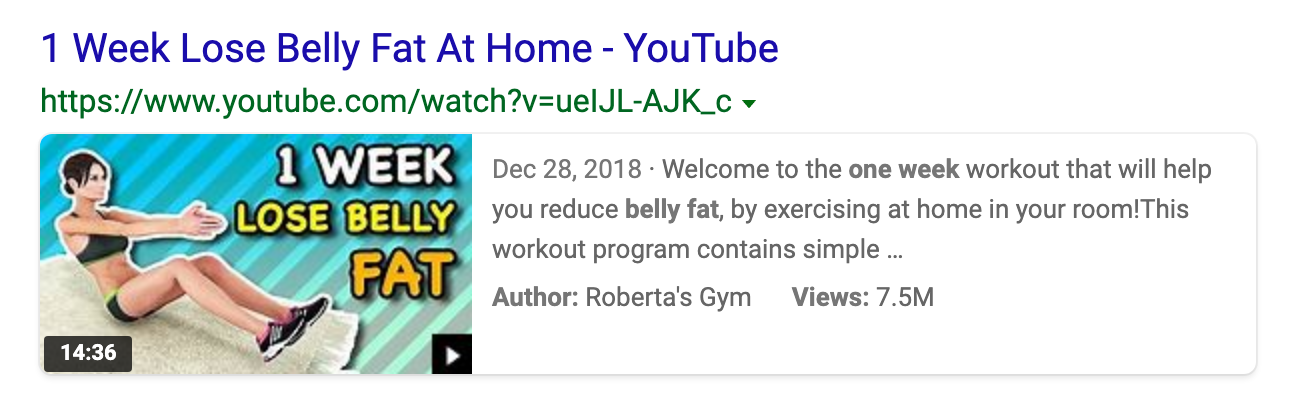 1 Week Lose Belly Fat At Home - YouTube
https://www.youtube.com/watch?v=ueIJL-AJK_c
1 WEEK
LOSE BELLY
FAT
14:36
Dec 28, 2018 · Welcome to the one week workout that will help
you reduce belly fat, by exercising at home in your room!This
workout program contains simple ...
Author: Roberta's Gym Views: 7.5M